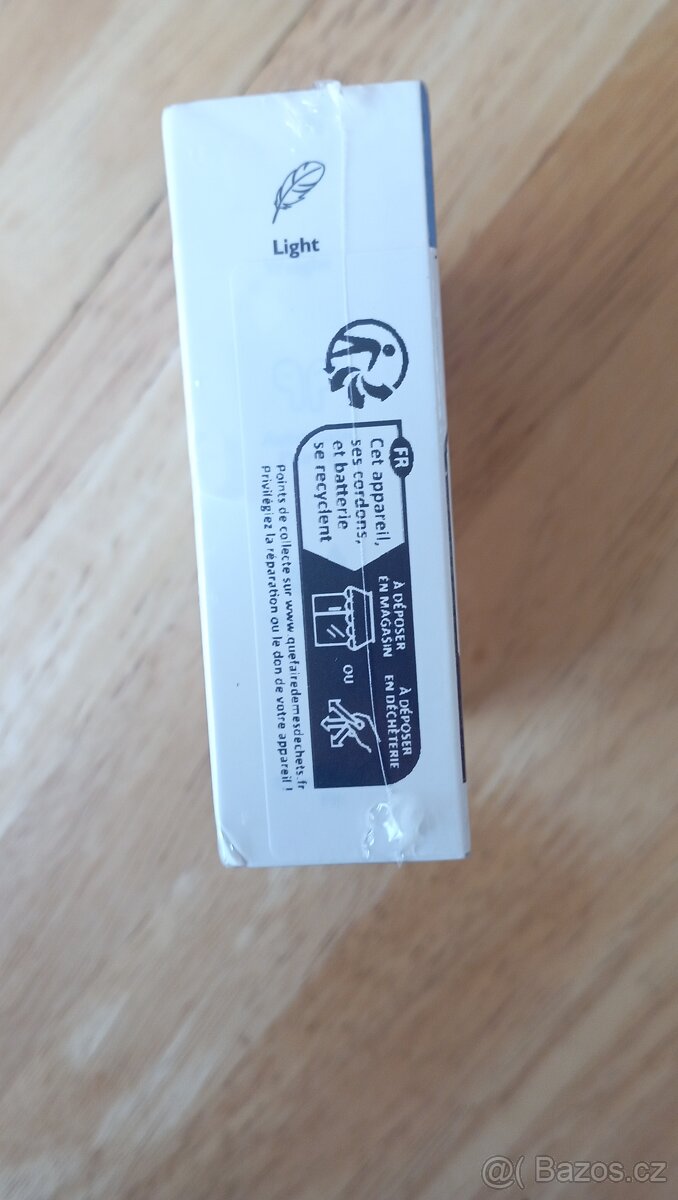 Light
FR
Cet appareil,
ses cordons,
et batterie
se recyclent
À DÉPOSER
EN MAGASIN
OU
À DÉPOSER
EN DÉCHÈTERIE
Points de collecte sur www.quefairedemesdechets.fr
Privilégiez la réparation ou le don de votre appareil !
@( Bazoš.cz